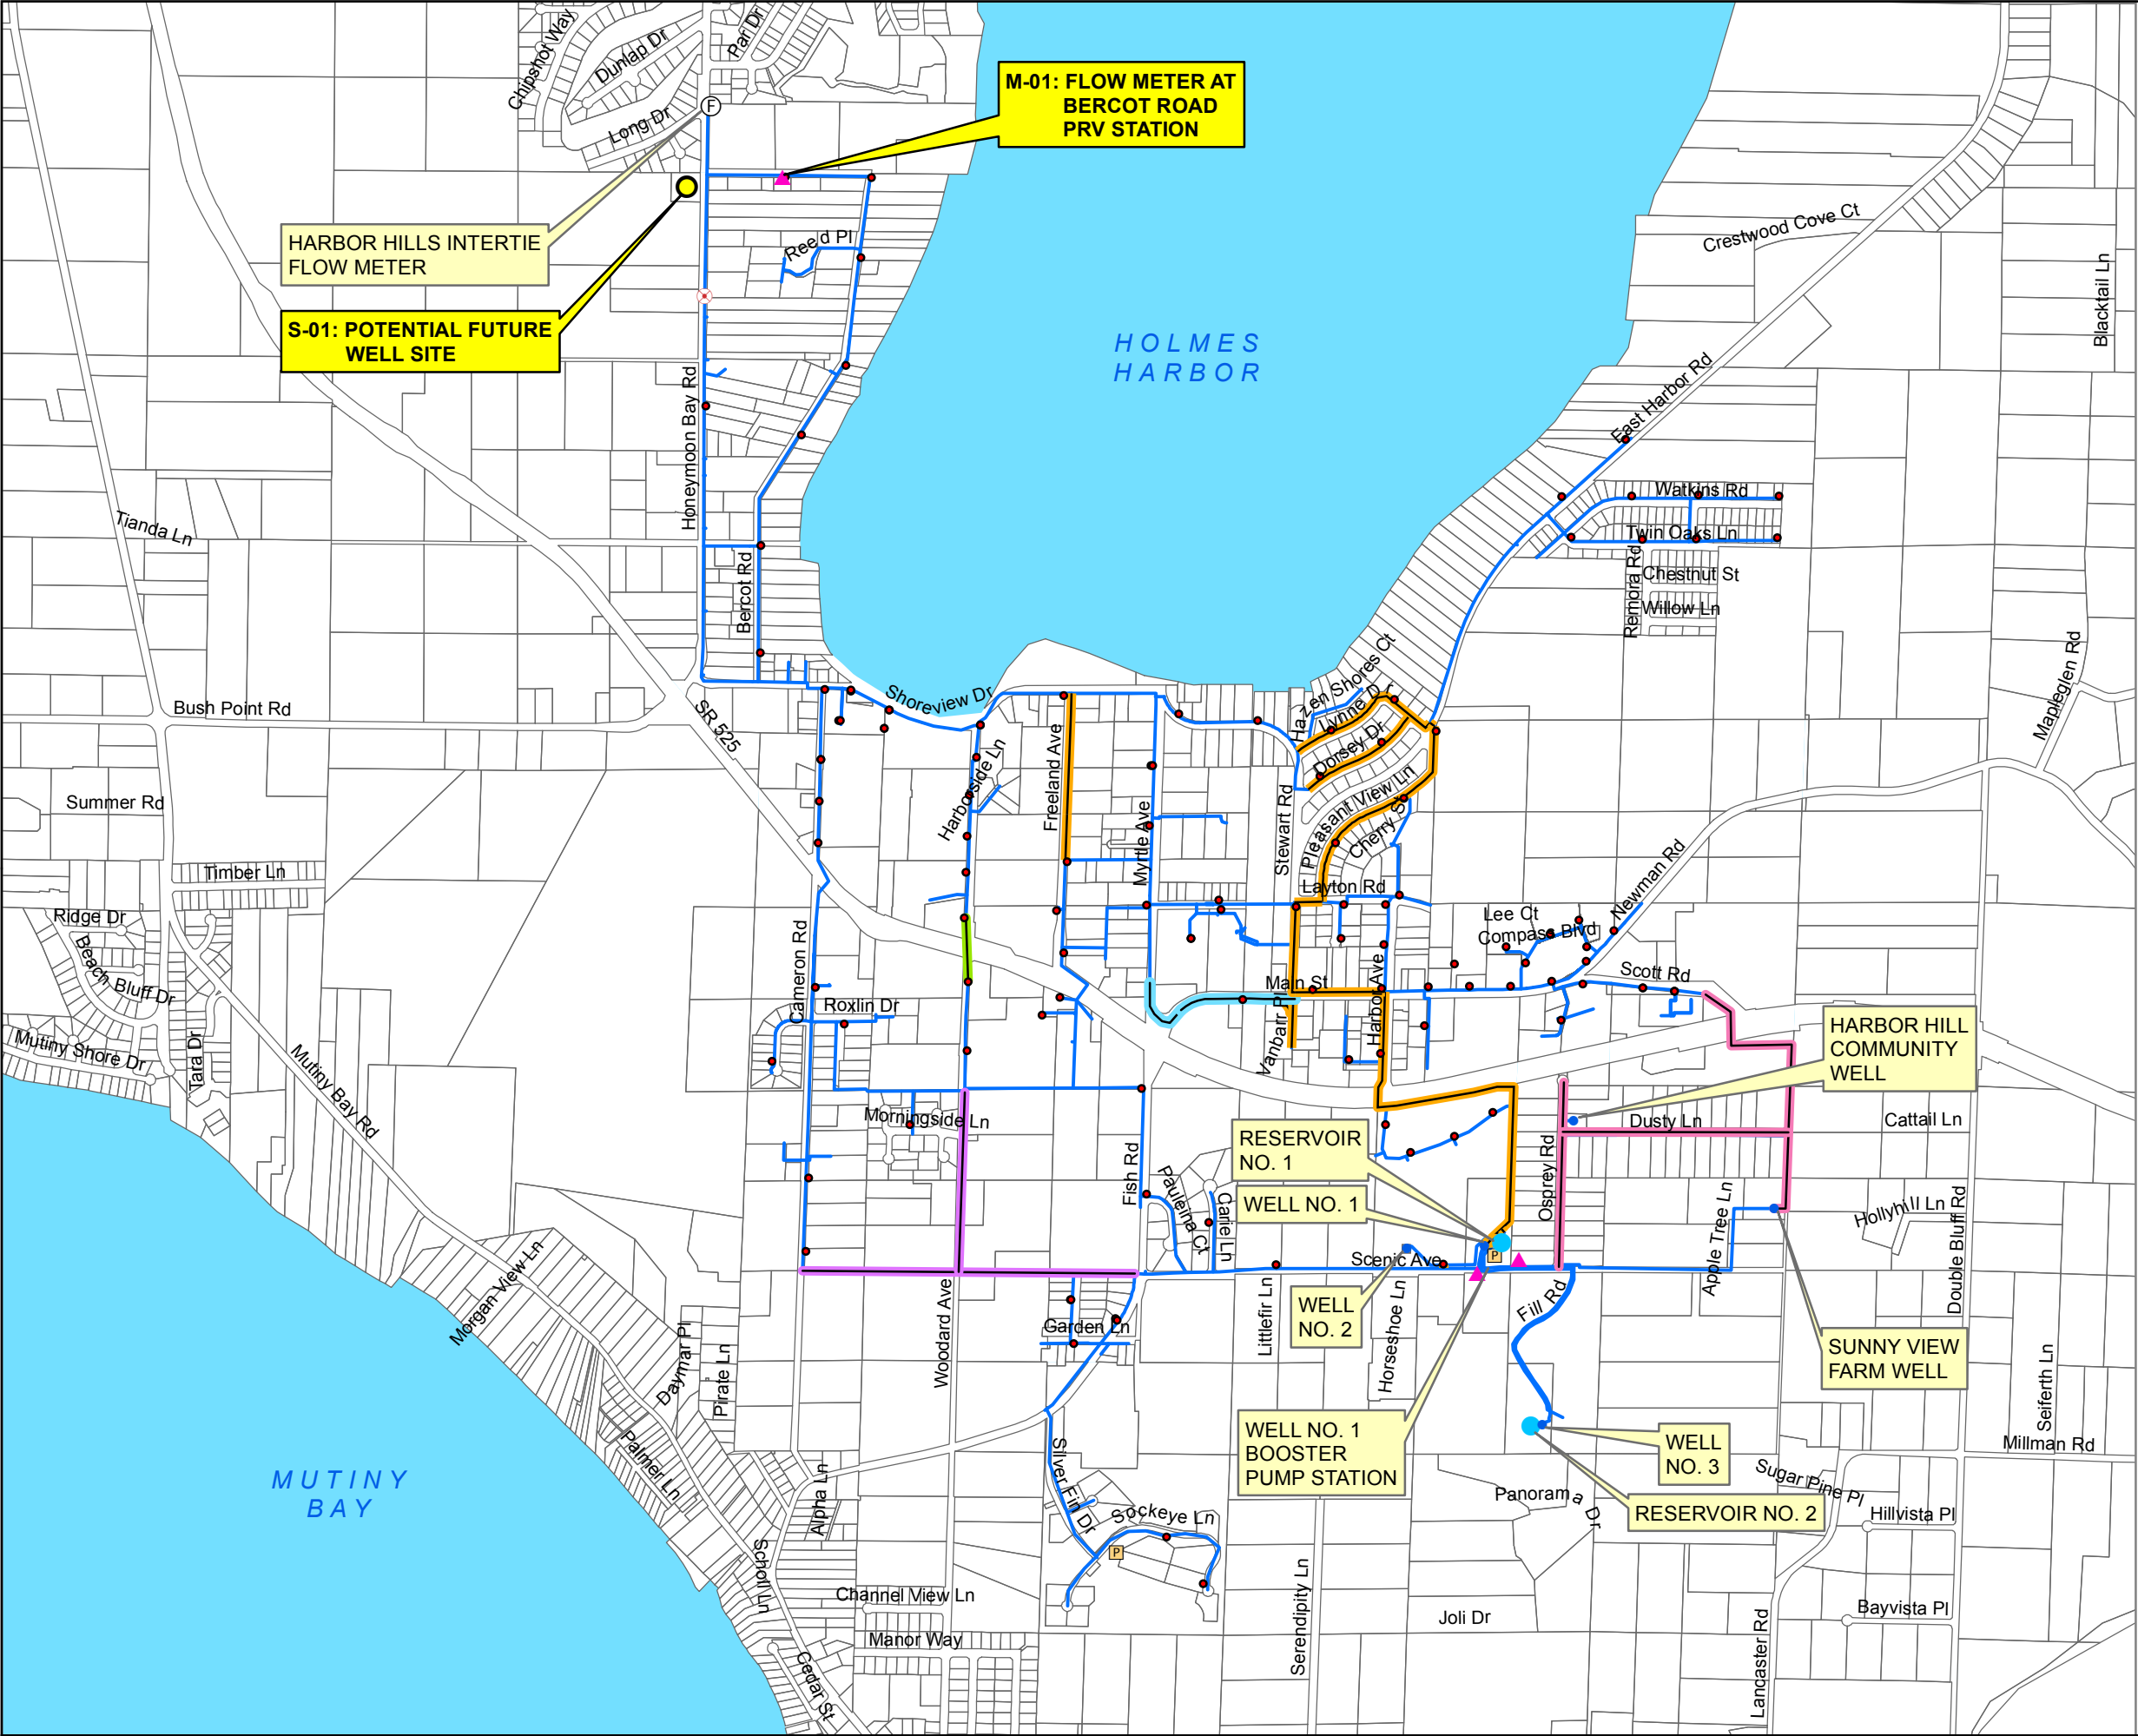 Chipshot Way
Dunlap Dr
Par Dr
Long Dr
F
M-01: FLOW METER AT
BERCOT ROAD
PRV STATION
HARBOR HILLS INTERTIE
FLOW METER
S-01: POTENTIAL FUTURE
WELL SITE
Reed Pl
HOLMES
HARBOR
Crestwood Cove Ct
Blacktail Ln
East Harbor Rd
Honeymoon Bay Rd
Bercot Rd
Tianda Ln
Watkins Rd
Twin Oaks Ln
Remora Rd
Chestnut St
Willow Ln
Mapleglen Rd
Bush Point Rd
SR 525
Shoreview Dr
Hazen Shores Ct
Lynne Dr
Dorsey Dr
Pleasant View Ln
Cherry St
Summer Rd
Harborside Ln
Freeland Ave
Myrtle Ave
Stewart Rd
Timber Ln
Layton Rd
Newman Rd
Ridge Dr
Beach Bluff Dr
Lee Ct
Compass Blvd
Scott Rd
Main St
Cameron Rd
Roxlin Dr
Vanbarr Pl
Harbor Ave
Mutiny Shore Dr
Tara Dr
Mutiny Bay Rd
HARBOR HILL
COMMUNITY
WELL
Morningside Ln
Dusty Ln
Cattail Ln
RESERVOIR
NO. 1
WELL NO. 1
Fish Rd
Pauleina Ct
Carie Ln
Osprey Rd
Apple Tree Ln
Hollyhill Ln
Double Bluff Rd
Scenic Ave
P
Morgan View Ln
Woodard Ave
Littlefir Ln
WELL
NO. 2
Horseshoe Ln
Fill Rd
Garden Ln
Daymar Pl
Pirate Ln
SUNNY VIEW
FARM WELL
Seiferth Ln
WELL NO. 1
BOOSTER
PUMP STATION
WELL
NO. 3
Millman Rd
MUTINY
BAY
Palmer Ln
Alpha Ln
Silver Fin Dr
Sockeye Ln
P
Panorama Dr
RESERVOIR NO. 2
Sugar Pine Pl
Hillvista Pl
Scholl Ln
Channel View Ln
Manor Way
Cedar St
Serendipity Ln
Joli Dr
Lancaster Rd
Bayvista Pl